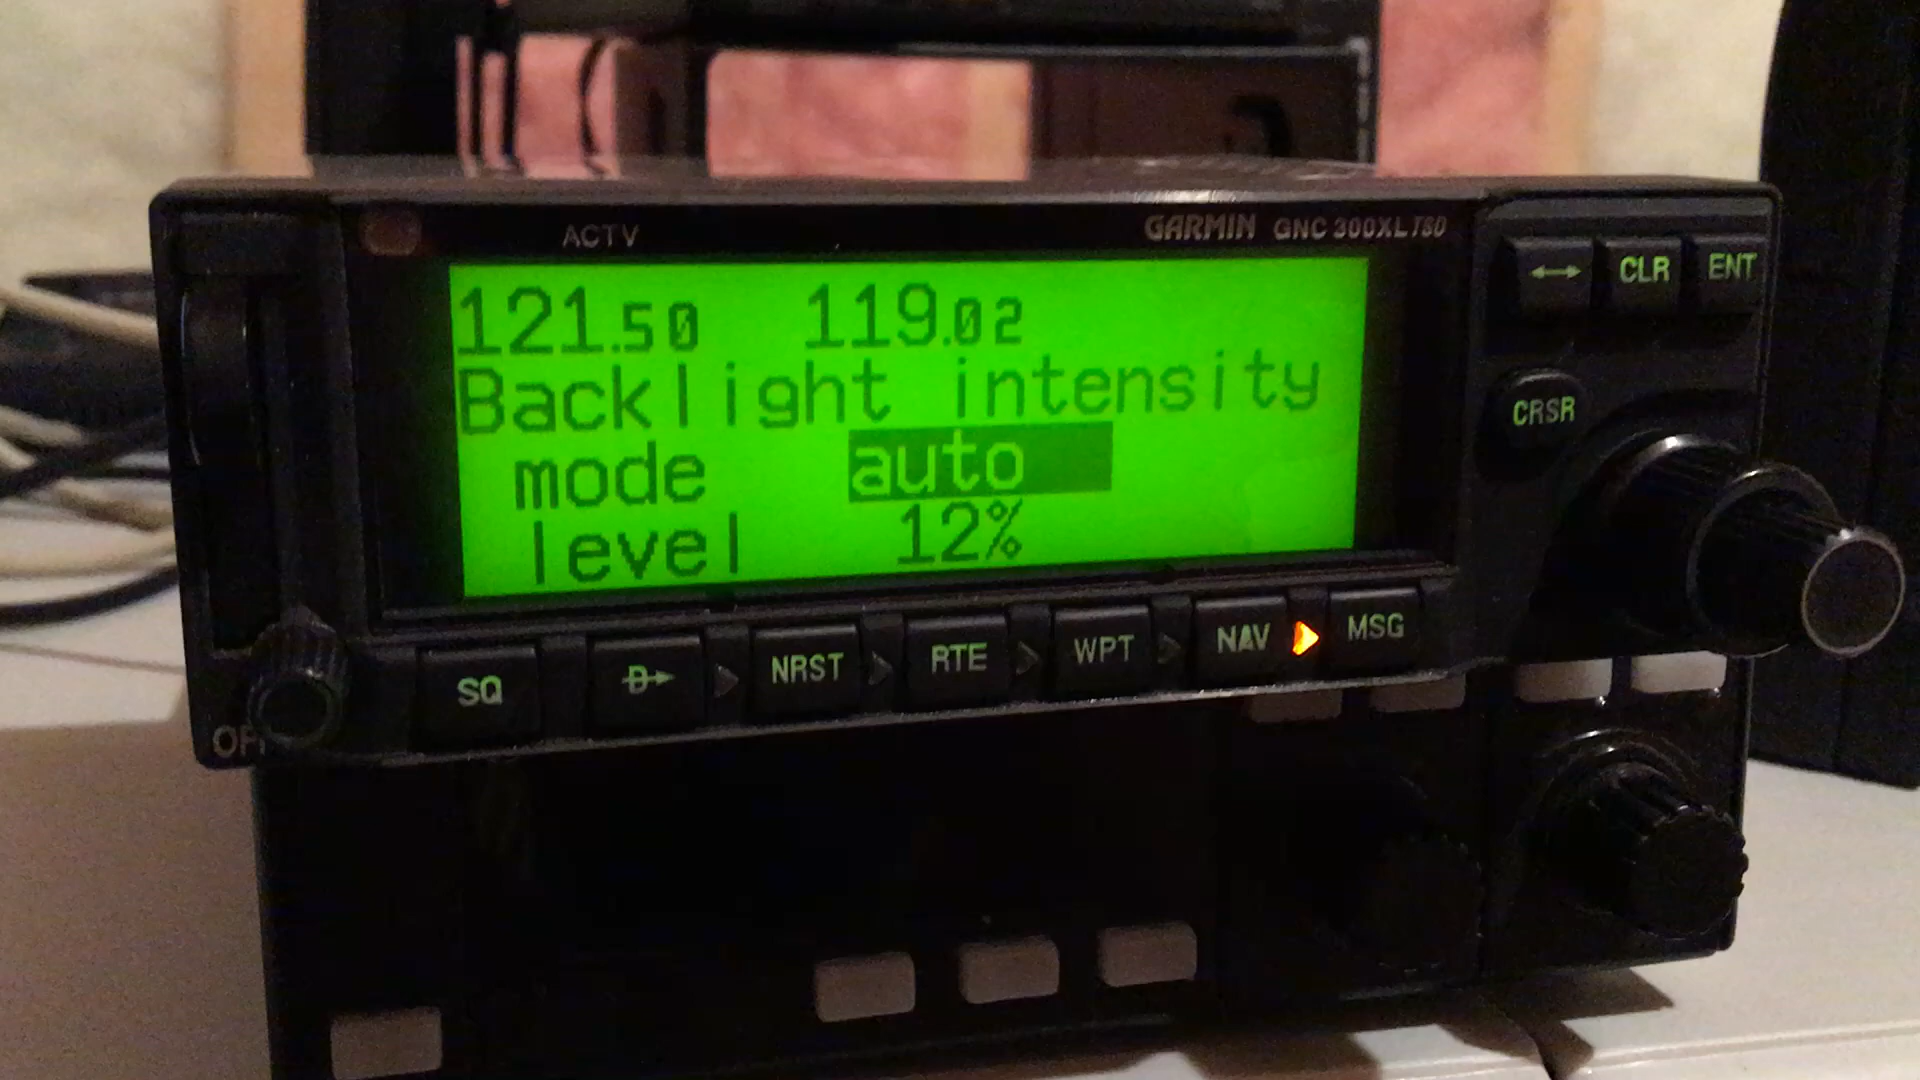 ACTV GARMIN GNC 300XL TSO
121.50 119.02
Backlight intensity
mode auto
level 12%
CLR ENT
CRSR
SQ D NRST RTE WPT NAV MSG